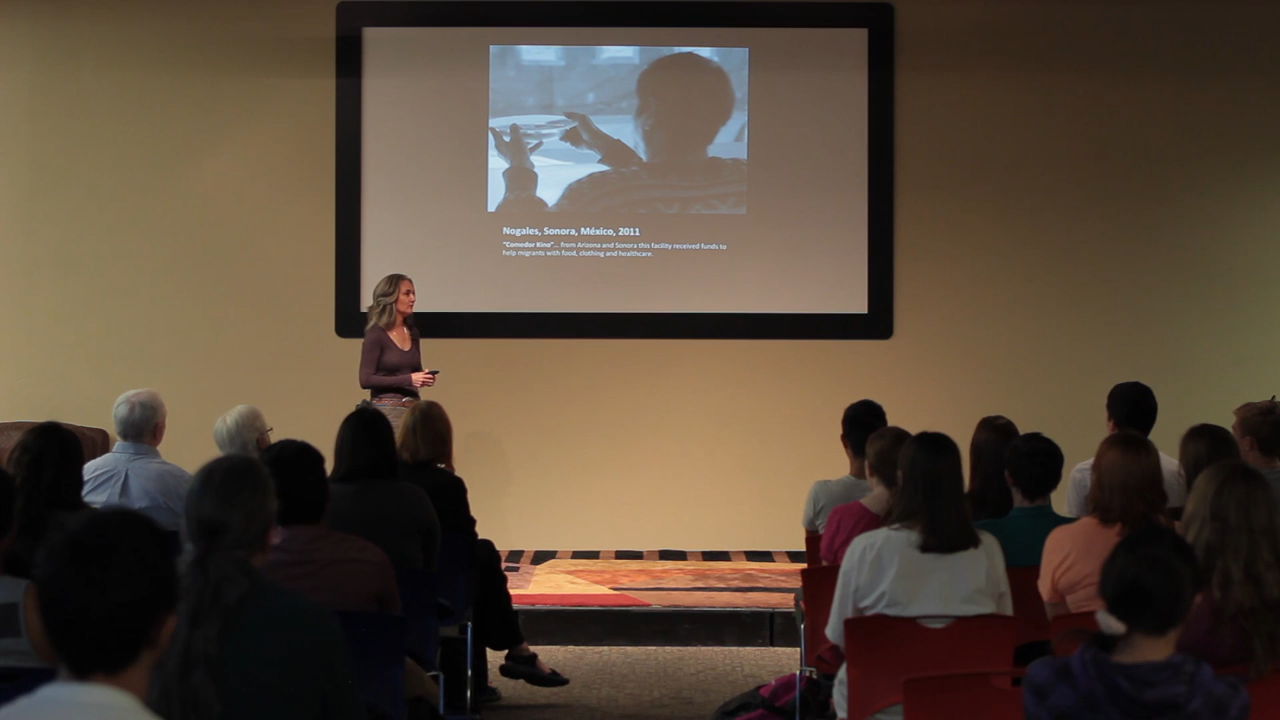 Nogales, Sonora, México, 2011
"Comedor Kino"... from Arizona and Sonora this facility received funds to
help migrants with food, clothing and healthcare.